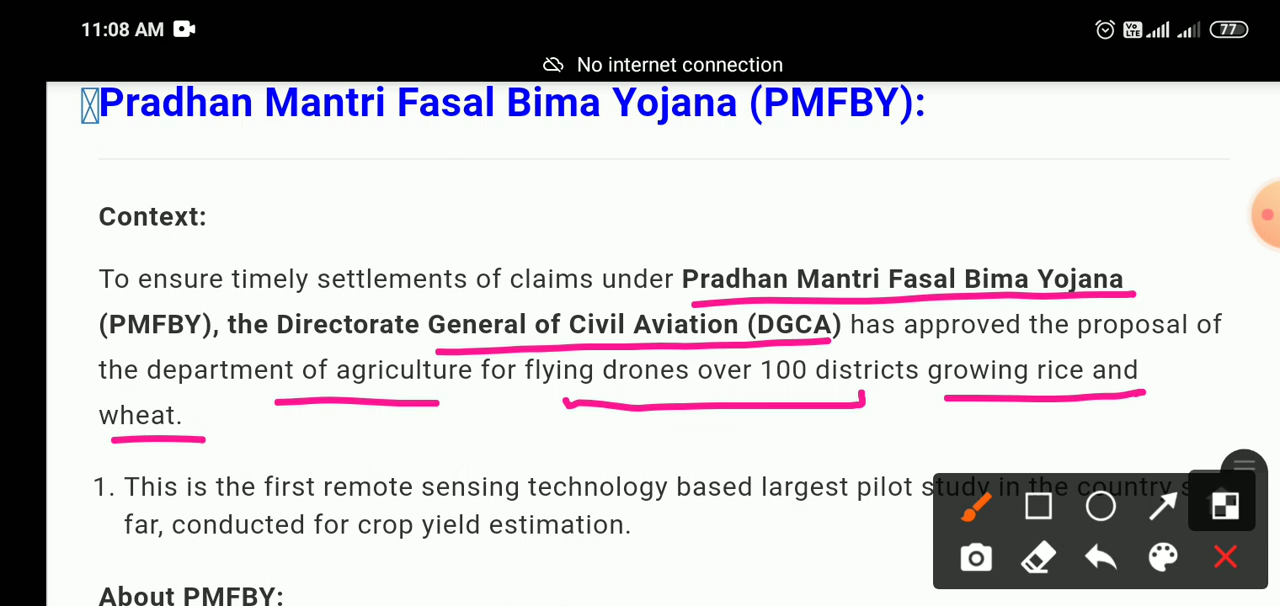 11:08 AM
Vo LTE 77
No internet connection
Pradhan Mantri Fasal Bima Yojana (PMFBY):
Context:
To ensure timely settlements of claims under Pradhan Mantri Fasal Bima Yojana
(PMFBY), the Directorate General of Civil Aviation (DGCA) has approved the proposal of
the department of agriculture for flying drones over 100 districts growing rice and
wheat.
1. This is the first remote sensing technology based largest pilot study in the country
far, conducted for crop yield estimation.
About PMFBY: